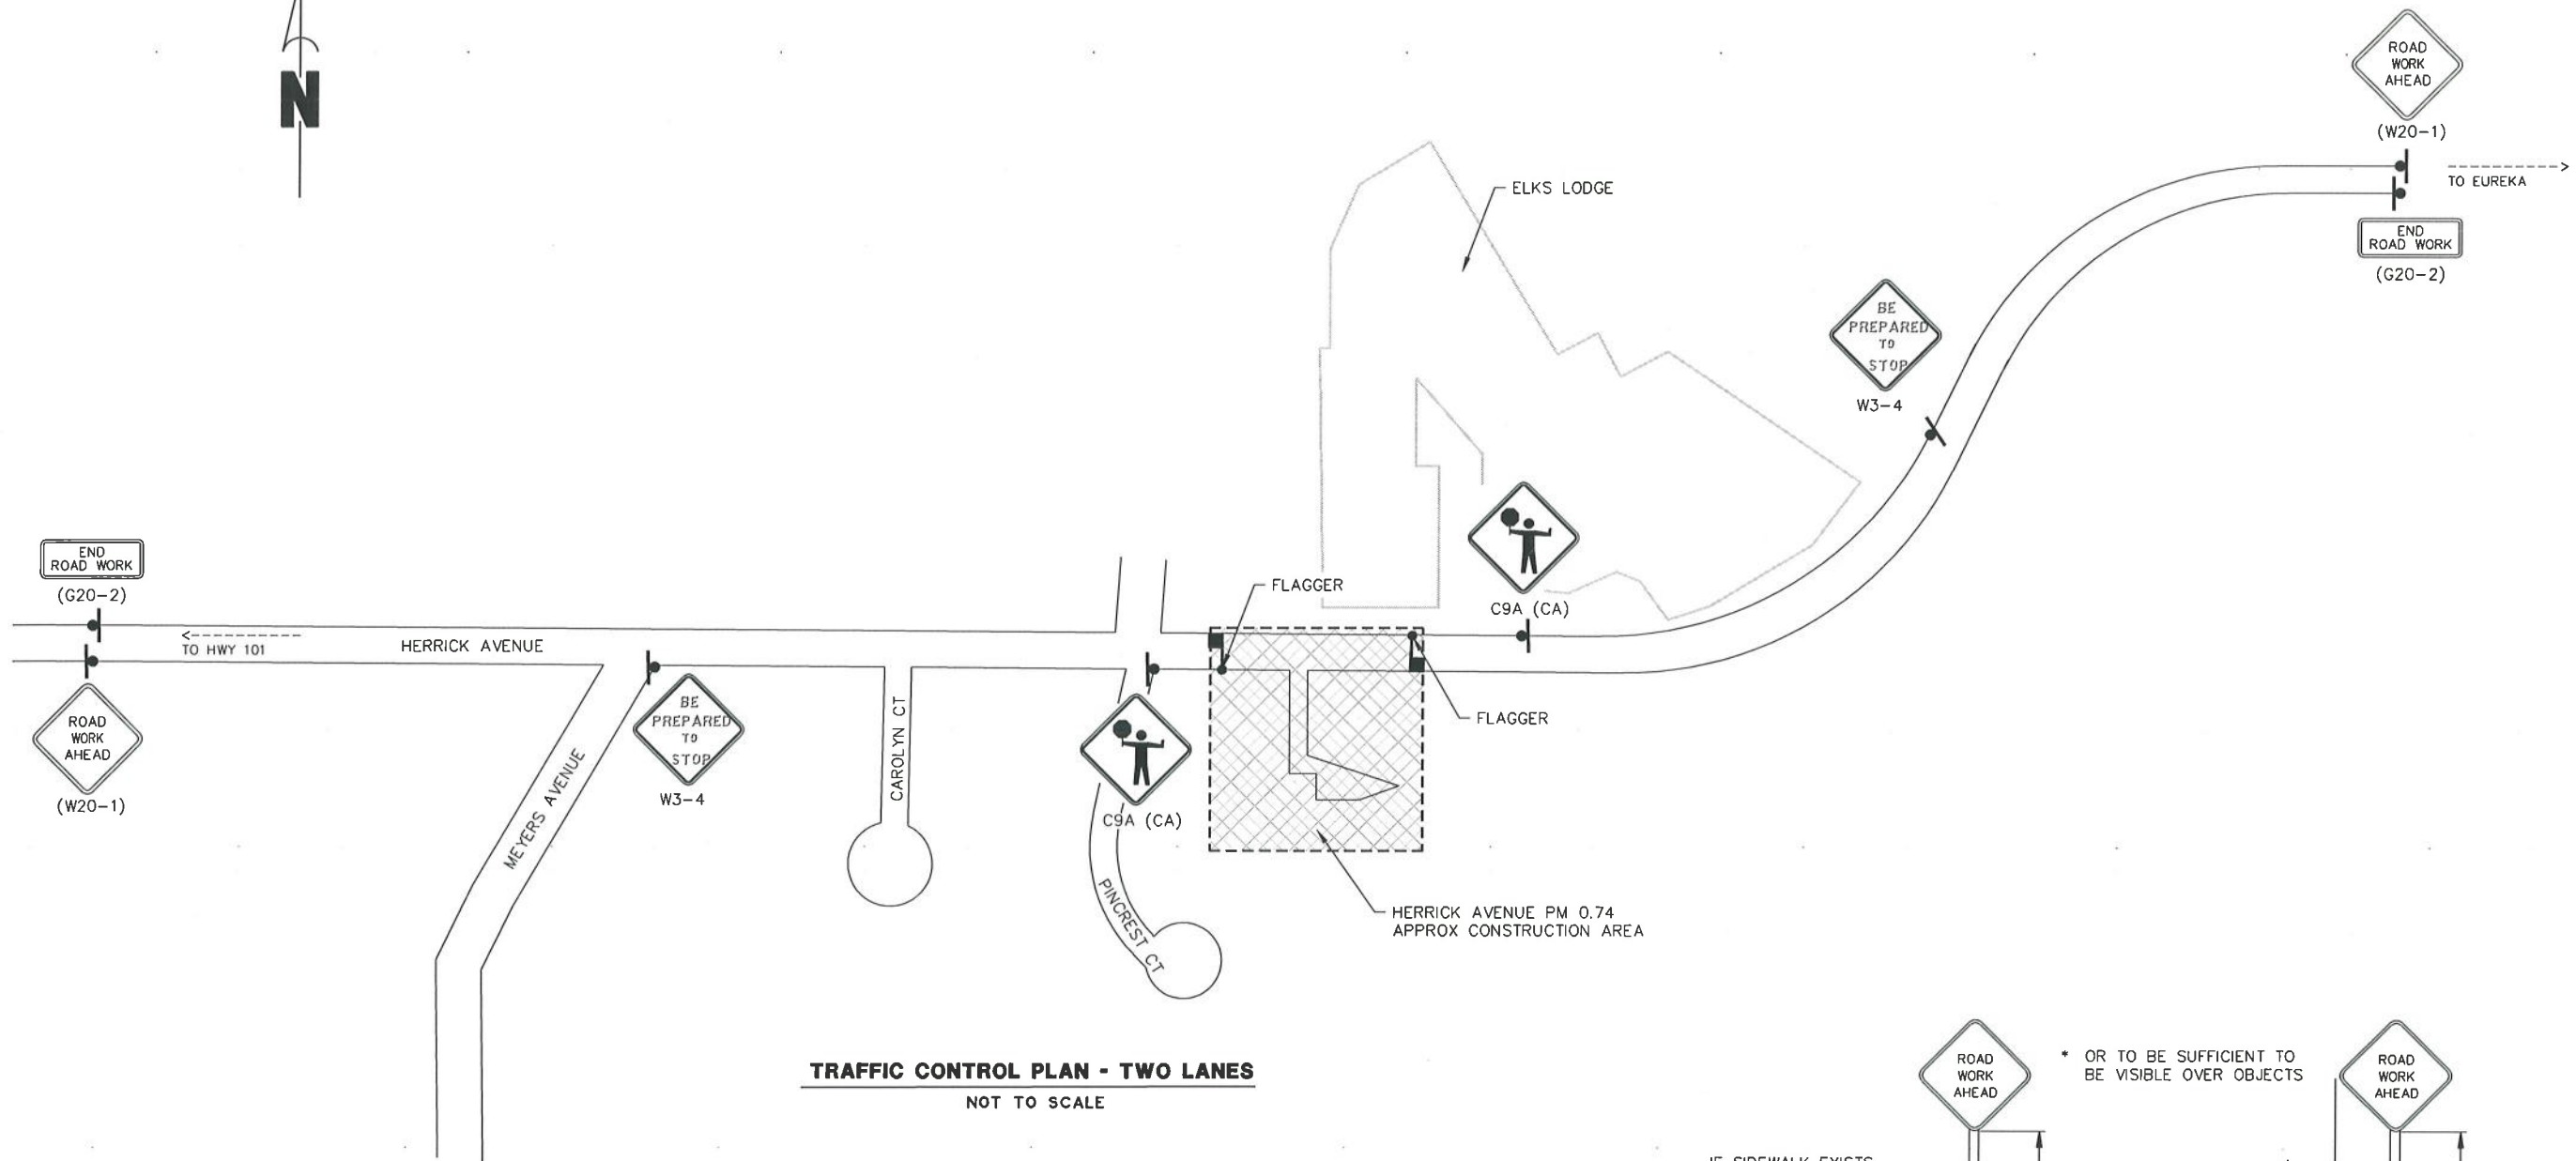 N
ROAD
WORK
AHEAD
(W20-1)
TO EUREKA
END
ROAD WORK
(G20-2)
ELKS LODGE
BE
PREPARED
TO
STOP
W3-4
C9A (CA)
FLAGGER
END
ROAD WORK
(G20-2)
TO HWY 101
HERRICK AVENUE
ROAD
WORK
AHEAD
(W20-1)
MEYERS AVENUE
BE
PREPARED
TO
STOP
W3-4
CAROLYN CT
C9A (CA)
PINCREST CT
FLAGGER
HERRICK AVENUE PM 0.74
APPROX CONSTRUCTION AREA
TRAFFIC CONTROL PLAN - TWO LANES
NOT TO SCALE
ROAD
WORK
AHEAD
* OR TO BE SUFFICIENT TO
BE VISIBLE OVER OBJECTS
ROAD
WORK
AHEAD
IF SIDEWALK EXISTS